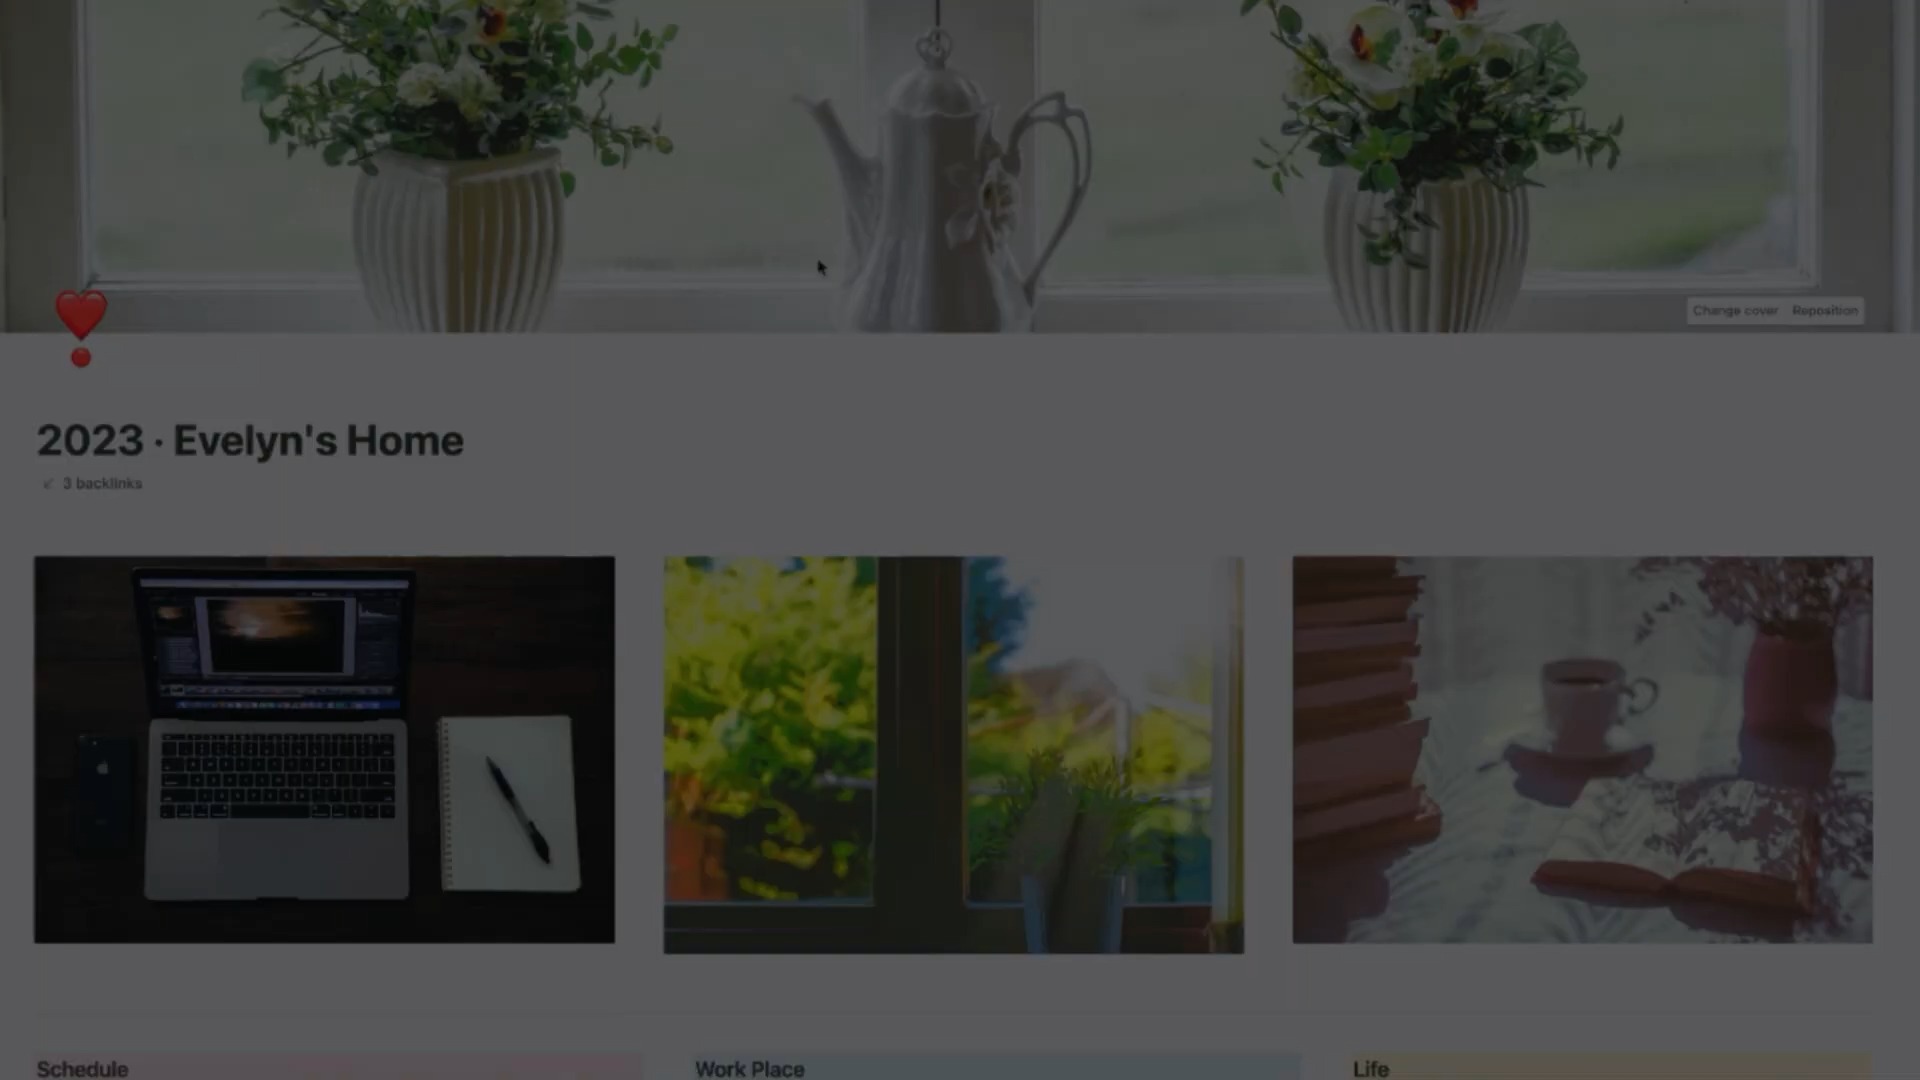 Change cover Reposition
2023 · Evelyn's Home
↙ 3 backlinks
Schedule
Work Place
Life